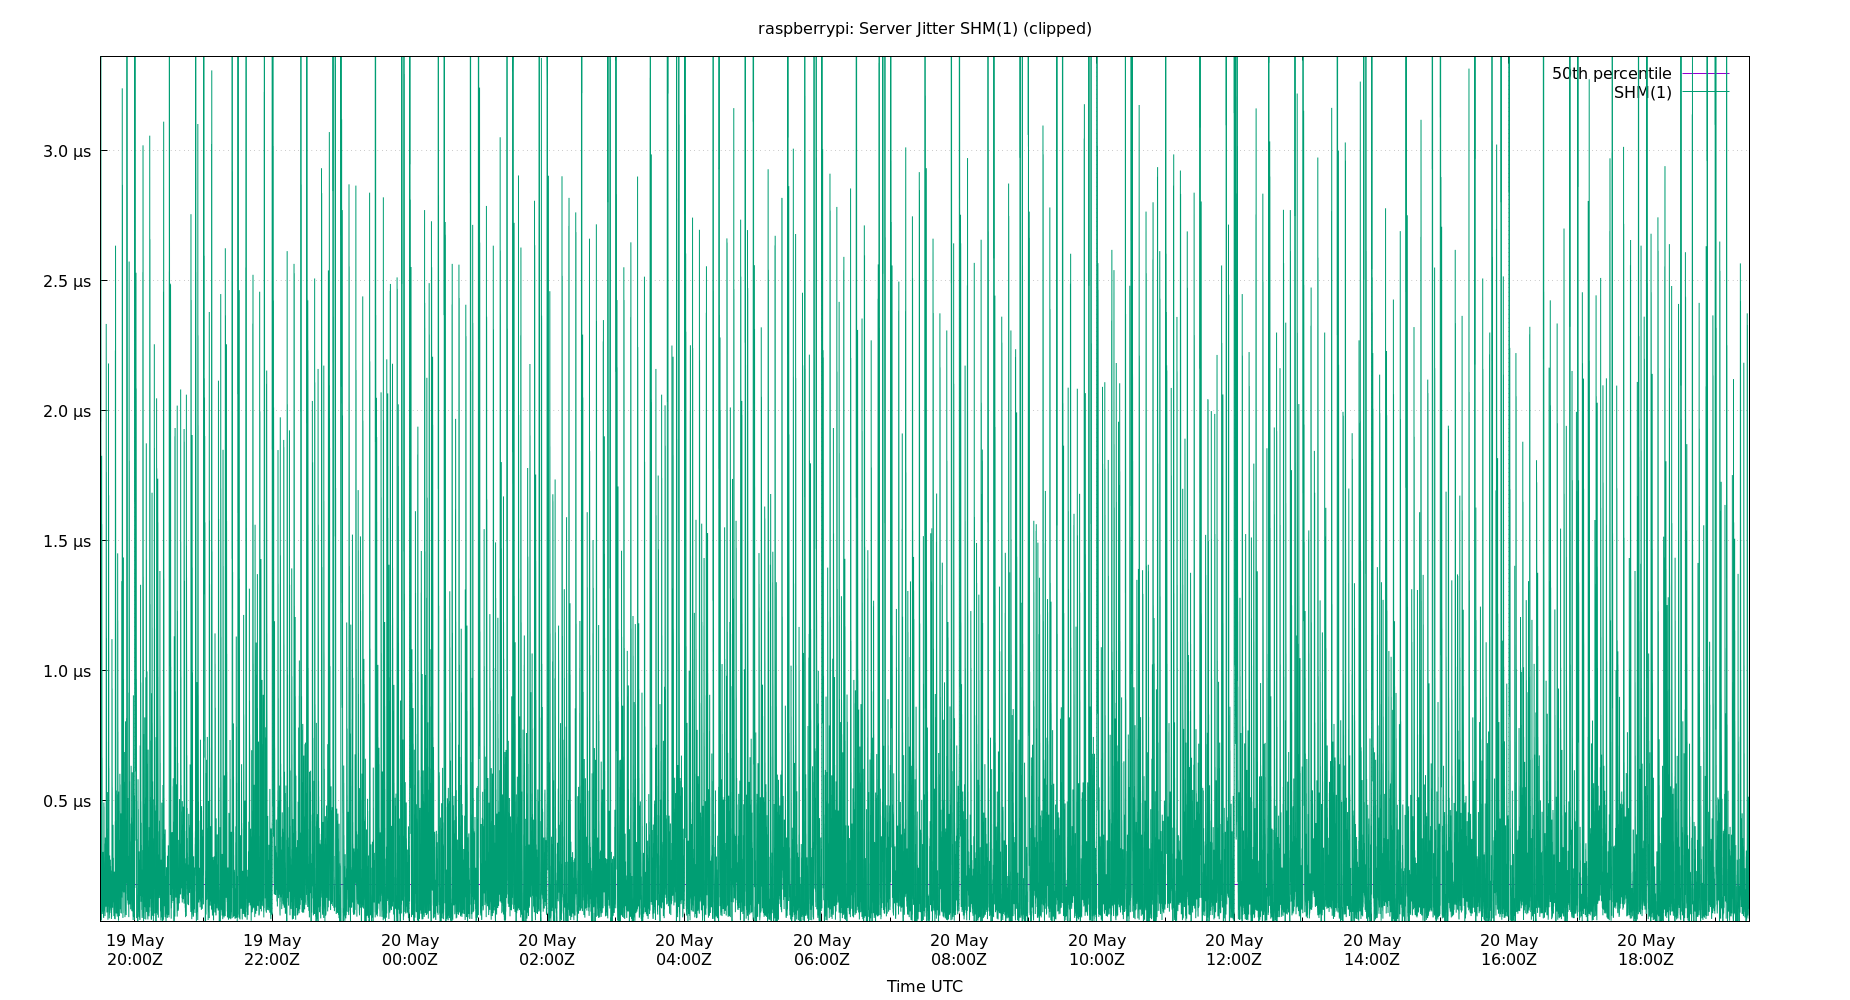 raspberrypi: Server Jitter SHM(1) (clipped)
50th percentile
SHM(1)
3.0 µs
2.5 µs
2.0 µs
1.5 µs
1.0 µs
0.5 µs
19 May 19 May 20 May 20 May 20 May 20 May 20 May 20 May 20 May 20 May 20 May 20 May
20:00Z 22:00Z 00:00Z 02:00Z 04:00Z 06:00Z 08:00Z 10:00Z 12:00Z 14:00Z 16:00Z 18:00Z
Time UTC